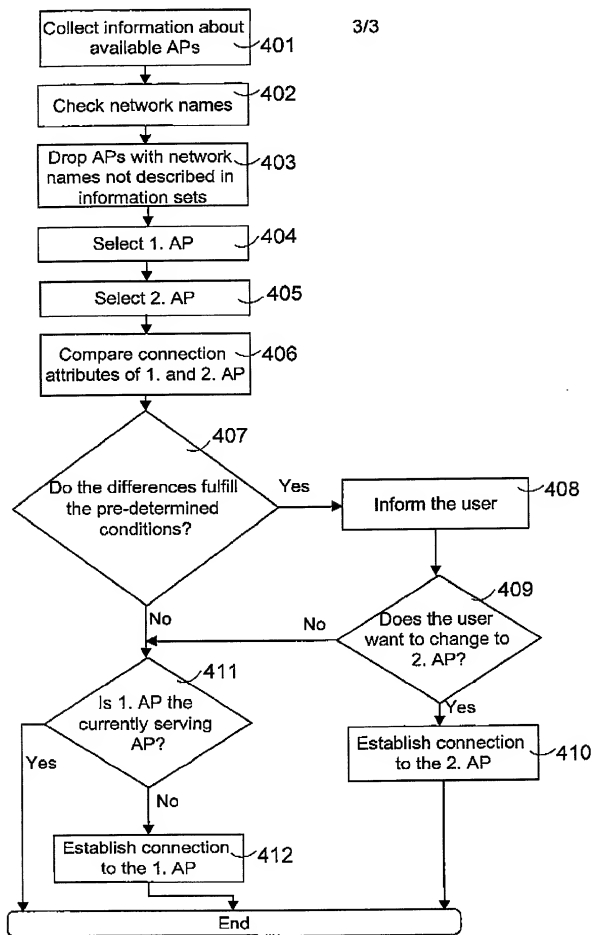 3/3
Collect information about
available APs
401
Check network names
402
Drop APs with network
names not described in
information sets
403
Select 1. AP
404
Select 2. AP
405
Compare connection
attributes of 1. and 2. AP
406
407
Do the differences fulfill
the pre-determined
conditions?
Yes
Inform the user
408
No
409
Does the user
want to change to
2. AP?
No
Yes
Establish connection
to the 2. AP
410
411
Is 1. AP the
currently serving
AP?
Yes
No
Establish connection
to the 1. AP
412
End